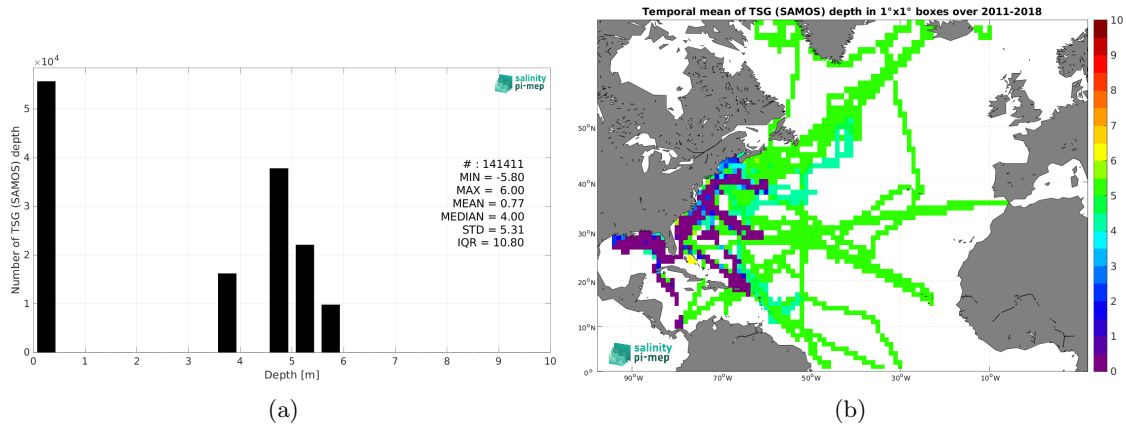 ×10⁴
5
4
3
2
1
0
Number of TSG (SAMOS) depth
salinity
pi-mep
# : 141411
MIN = -5.80
MAX = 6.00
MEAN = 0.77
MEDIAN = 4.00
STD = 5.31
IQR = 10.80
0 1 2 3 4 5 6 7 8 9 10
Depth [m]
(a)
Temporal mean of TSG (SAMOS) depth in 1°x1° boxes over 2011-2018
50°N
40°N
30°N
20°N
10°N
0°
90°W 70°W 50°W 30°W 10°W
salinity
pi-mep
10
9
8
7
6
5
4
3
2
1
0
(b)